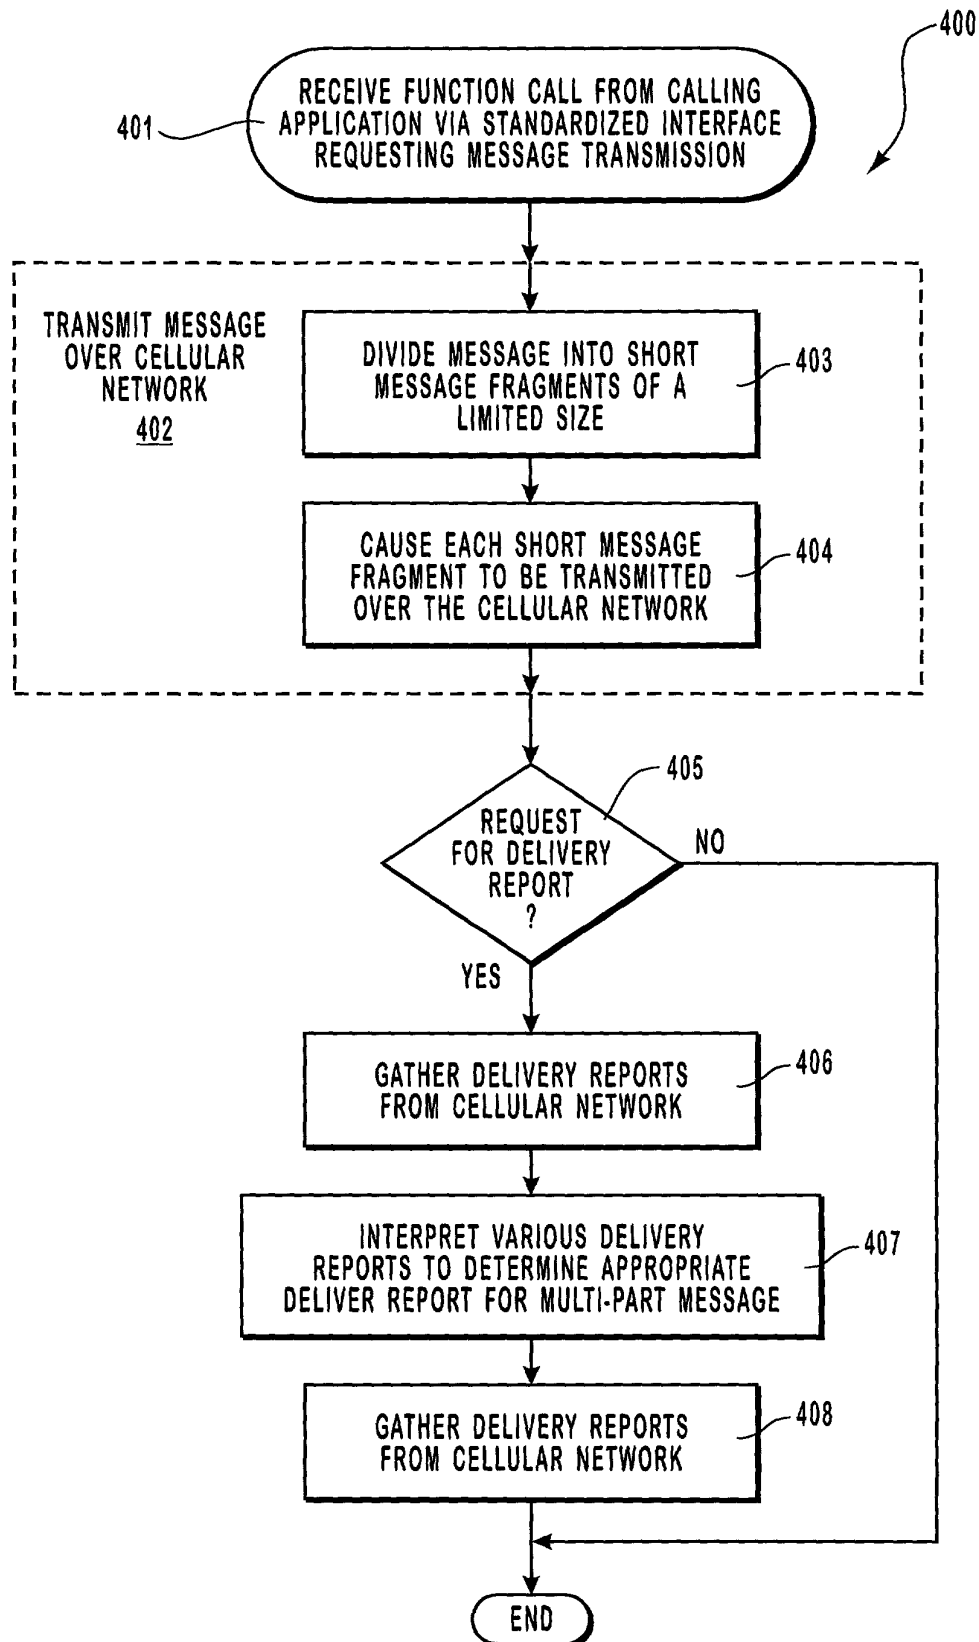 400
RECEIVE FUNCTION CALL FROM CALLING
APPLICATION VIA STANDARDIZED INTERFACE
REQUESTING MESSAGE TRANSMISSION
401
TRANSMIT MESSAGE
OVER CELLULAR
NETWORK
402
DIVIDE MESSAGE INTO SHORT
MESSAGE FRAGMENTS OF A
LIMITED SIZE
403
CAUSE EACH SHORT MESSAGE
FRAGMENT TO BE TRANSMITTED
OVER THE CELLULAR NETWORK
404
REQUEST
FOR DELIVERY
REPORT
?
405
NO
YES
GATHER DELIVERY REPORTS
FROM CELLULAR NETWORK
406
INTERPRET VARIOUS DELIVERY
REPORTS TO DETERMINE APPROPRIATE
DELIVER REPORT FOR MULTI-PART MESSAGE
407
GATHER DELIVERY REPORTS
FROM CELLULAR NETWORK
408
END